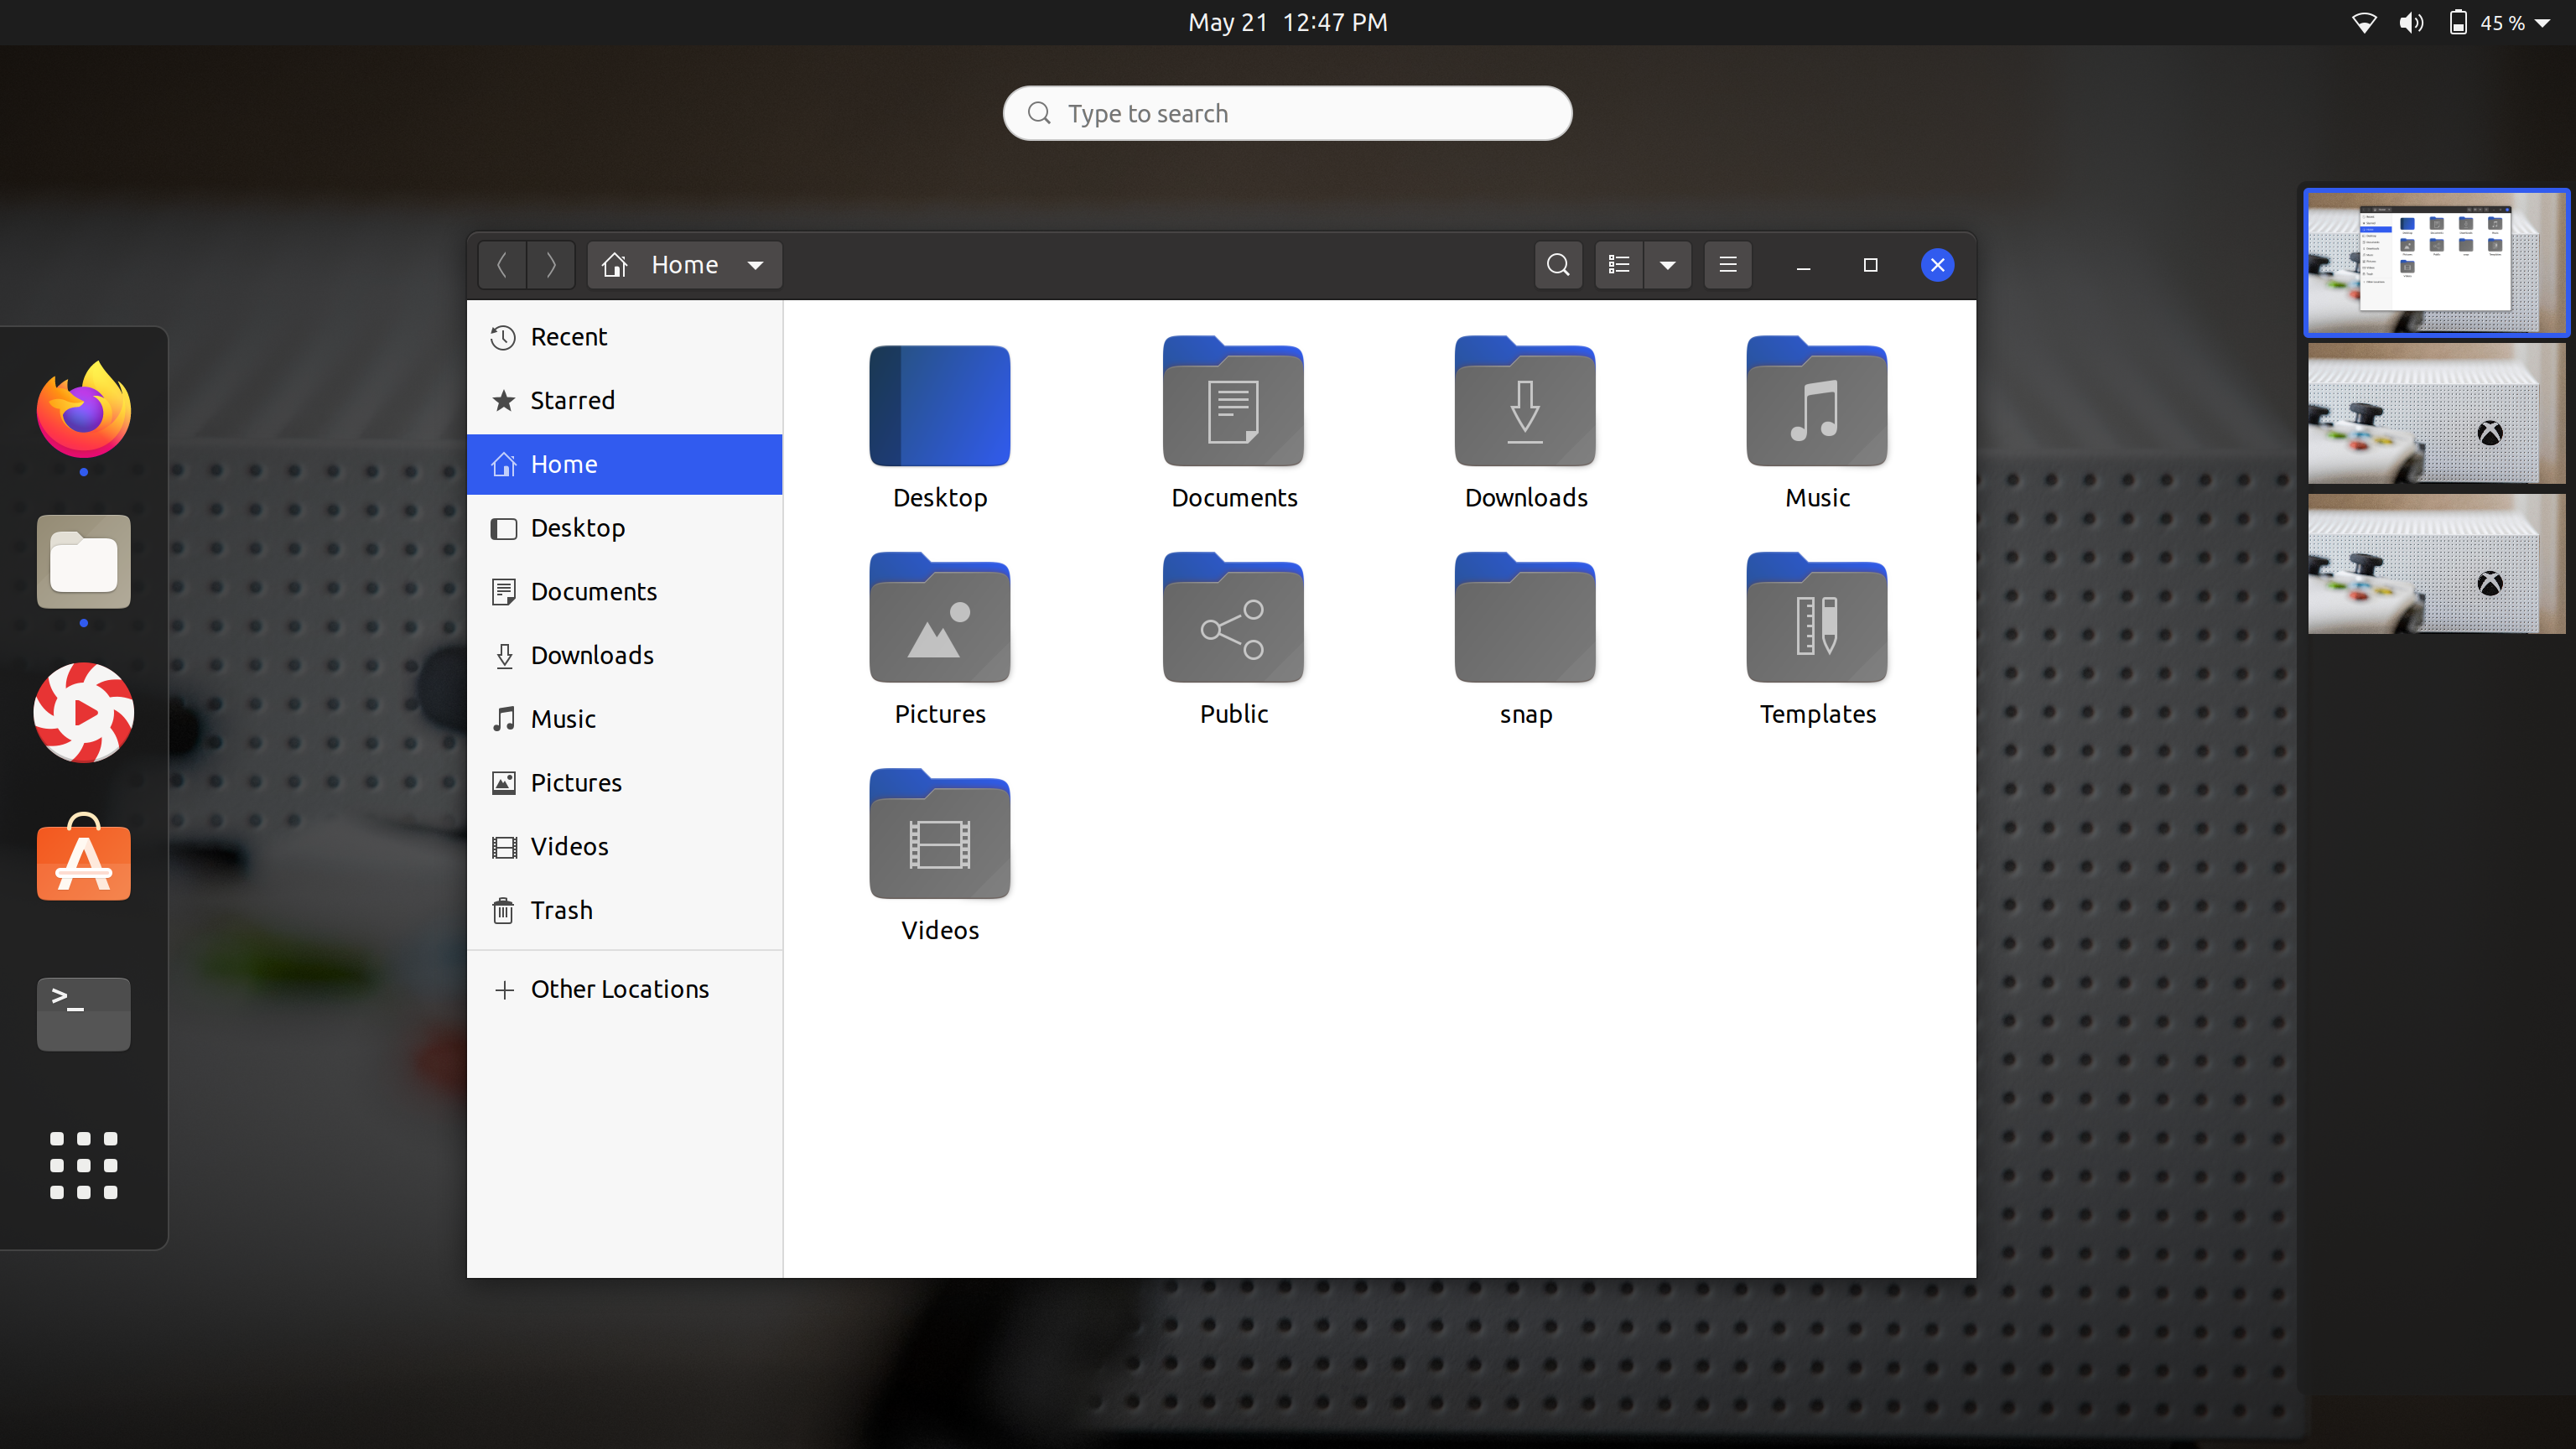 May 21 12:47 PM
45 %
Type to search
Home
Recent
Starred
Home
Desktop
Documents
Downloads
Music
Pictures
Videos
Trash
Other Locations
Desktop
Documents
Downloads
Music
Pictures
Public
snap
Templates
Videos